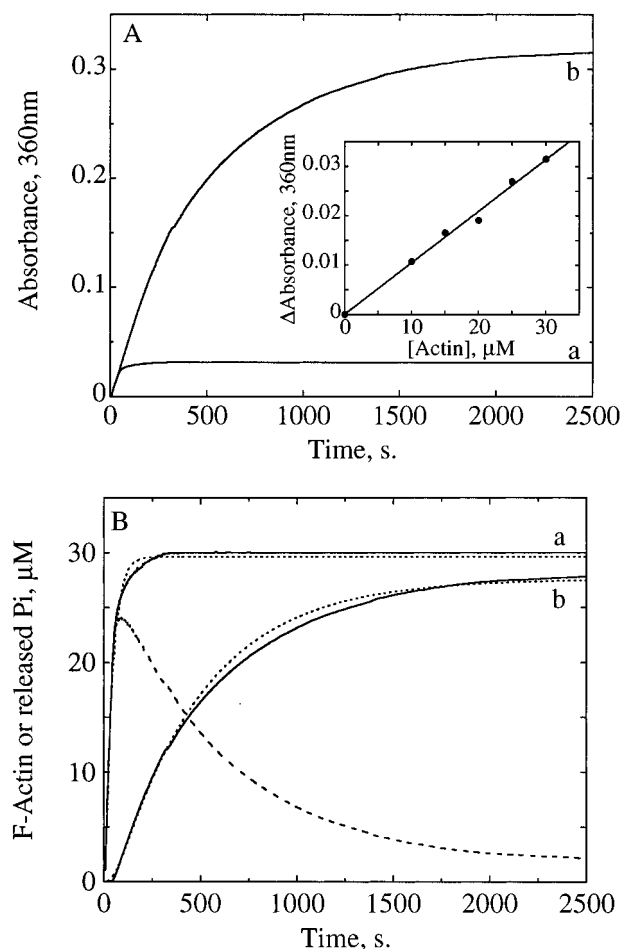 A
Absorbance, 360nm
0.3
0.2
0.1
0
b
a
ΔAbsorbance, 360nm
0.03
0.02
0.01
0
0 10 20 30
[Actin], μM
0 500 1000 1500 2000 2500
Time, s.
B
F-Actin or released Pi, μM
40
30
20
10
0
a
b
0 500 1000 1500 2000 2500
Time, s.